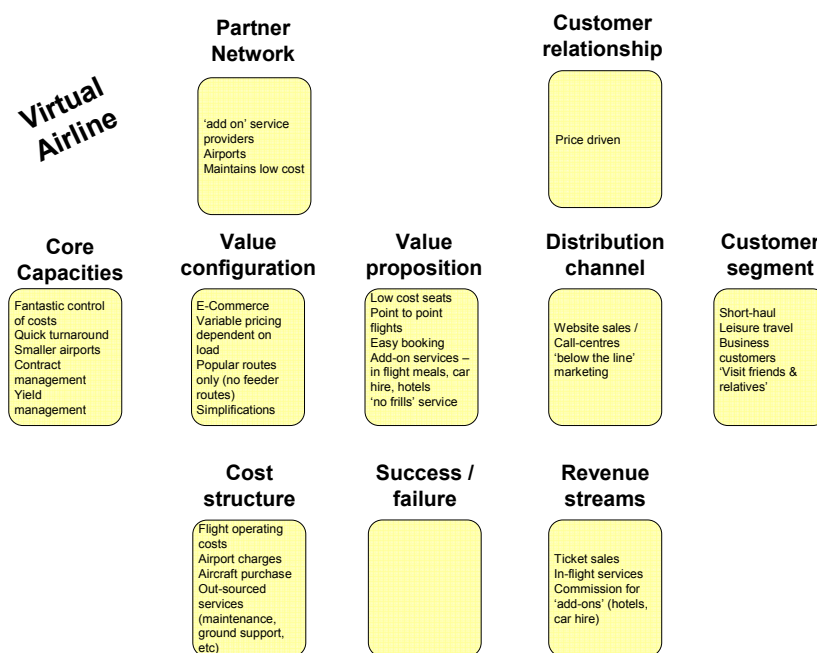 Virtual
Airline
Partner
Network
'add on' service
providers
Airports
Maintains low cost
Customer
relationship
Price driven
Core
Capacities
Fantastic control
of costs
Quick turnaround
Smaller airports
Contract
management
Yield
management
Value
configuration
E-Commerce
Variable pricing
dependent on
load
Popular routes
only (no feeder
routes)
Simplifications
Value
proposition
Low cost seats
Point to point
flights
Easy booking
Add-on services –
in flight meals, car
hire, hotels
'no frills' service
Distribution
channel
Website sales /
Call-centres
'below the line'
marketing
Customer
segment
Short-haul
Leisure travel
Business
customers
'Visit friends &
relatives'
Cost
structure
Flight operating
costs
Airport charges
Aircraft purchase
Out-sourced
services
(maintenance,
ground support,
etc)
Success /
failure
Revenue
streams
Ticket sales
In-flight services
Commission for
'add-ons' (hotels,
car hire)